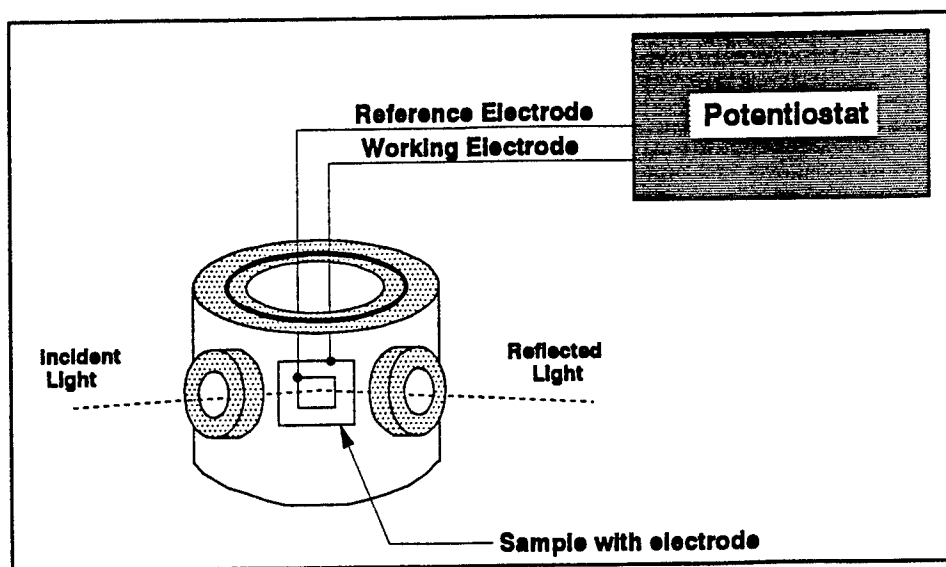 Reference Electrode
Potentiostat
Working Electrode
Incident
Light
Reflected
Light
Sample with electrode